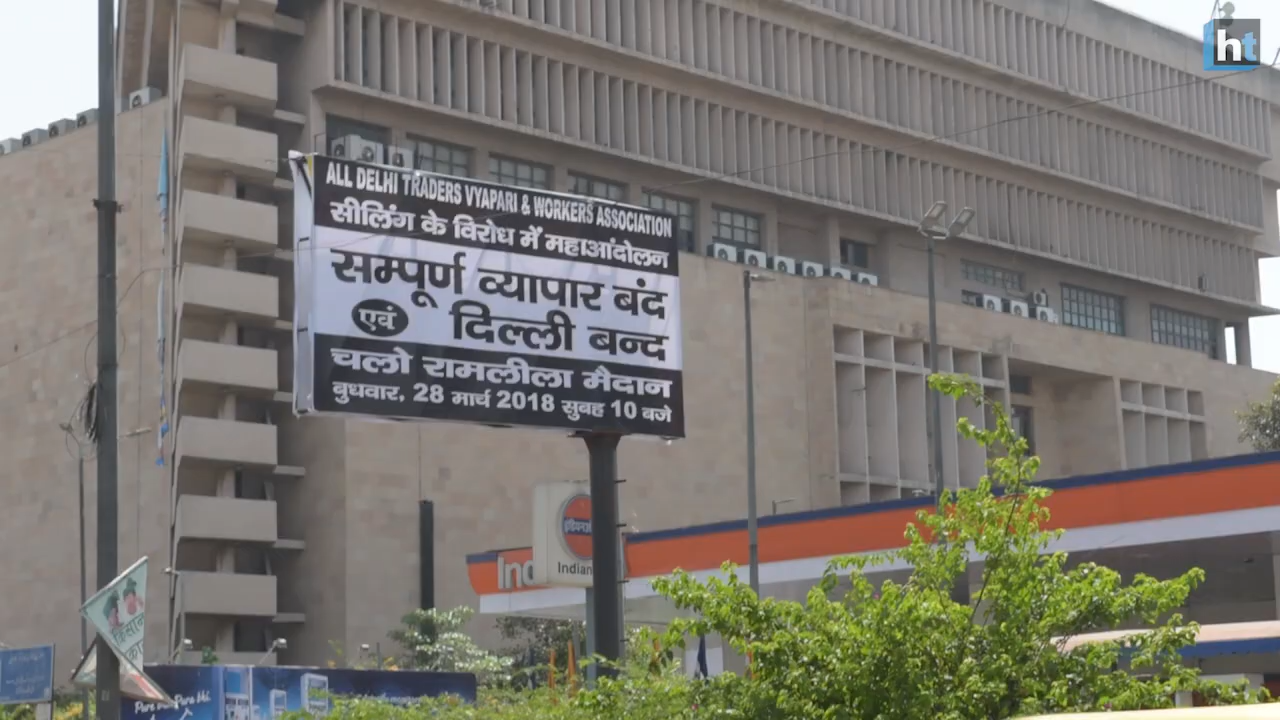 ht
ALL DELHI TRADERS VYAPARI & WORKERS ASSOCIATION
सीलिंग के विरोध में महाआंदोलन
सम्पूर्ण व्यापार बंद
एवं दिल्ली बन्द
चलो रामलीला मैदान
बुधवार, 28 मार्च 2018 सुबह 10 बजे
Ind
Indian
किसान